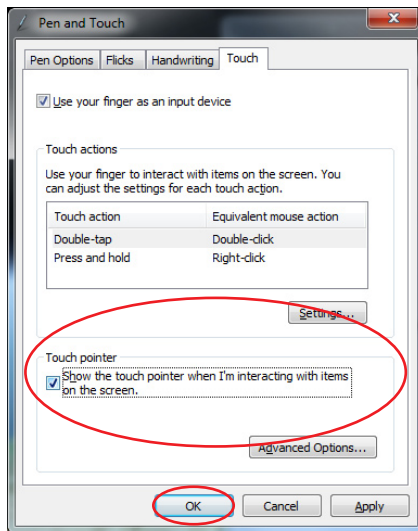 Pen and Touch
Pen Options Flicks Handwriting Touch
Use your finger as an input device
Touch actions
Use your finger to interact with items on the screen. You
can adjust the settings for each touch action.
Touch action Equivalent mouse action
Double-tap Double-click
Press and hold Right-click
Settings...
Touch pointer
Show the touch pointer when I'm interacting with items
on the screen.
Advanced Options...
OK Cancel Apply